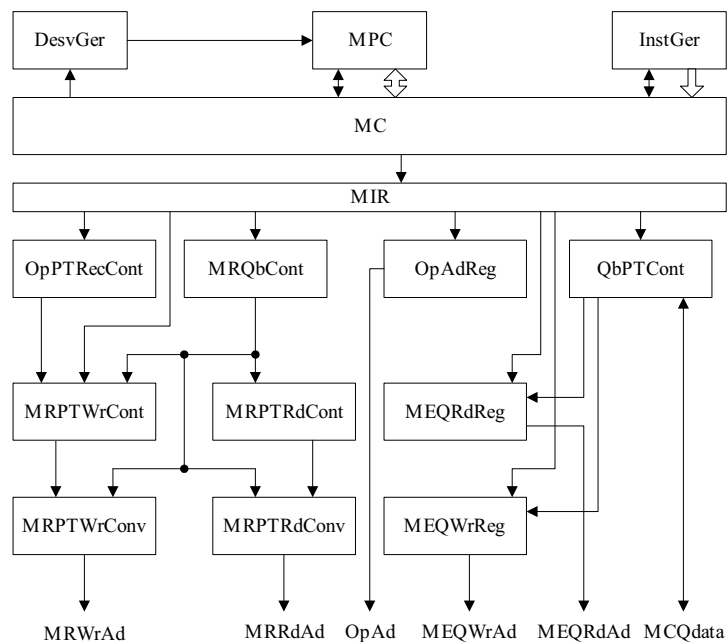 DesvGer MPC InstGer
MC
MIR
OpPTRecCont MRQbCont OpAdReg QbPTCont
MRPTWrCont MRPTRdCont MEQRdReg
MRPTWrConv MRPTRdConv MEQWrReg
MRWrAd MRRdAd OpAd MEQWrAd MEQRdAd MCQdata